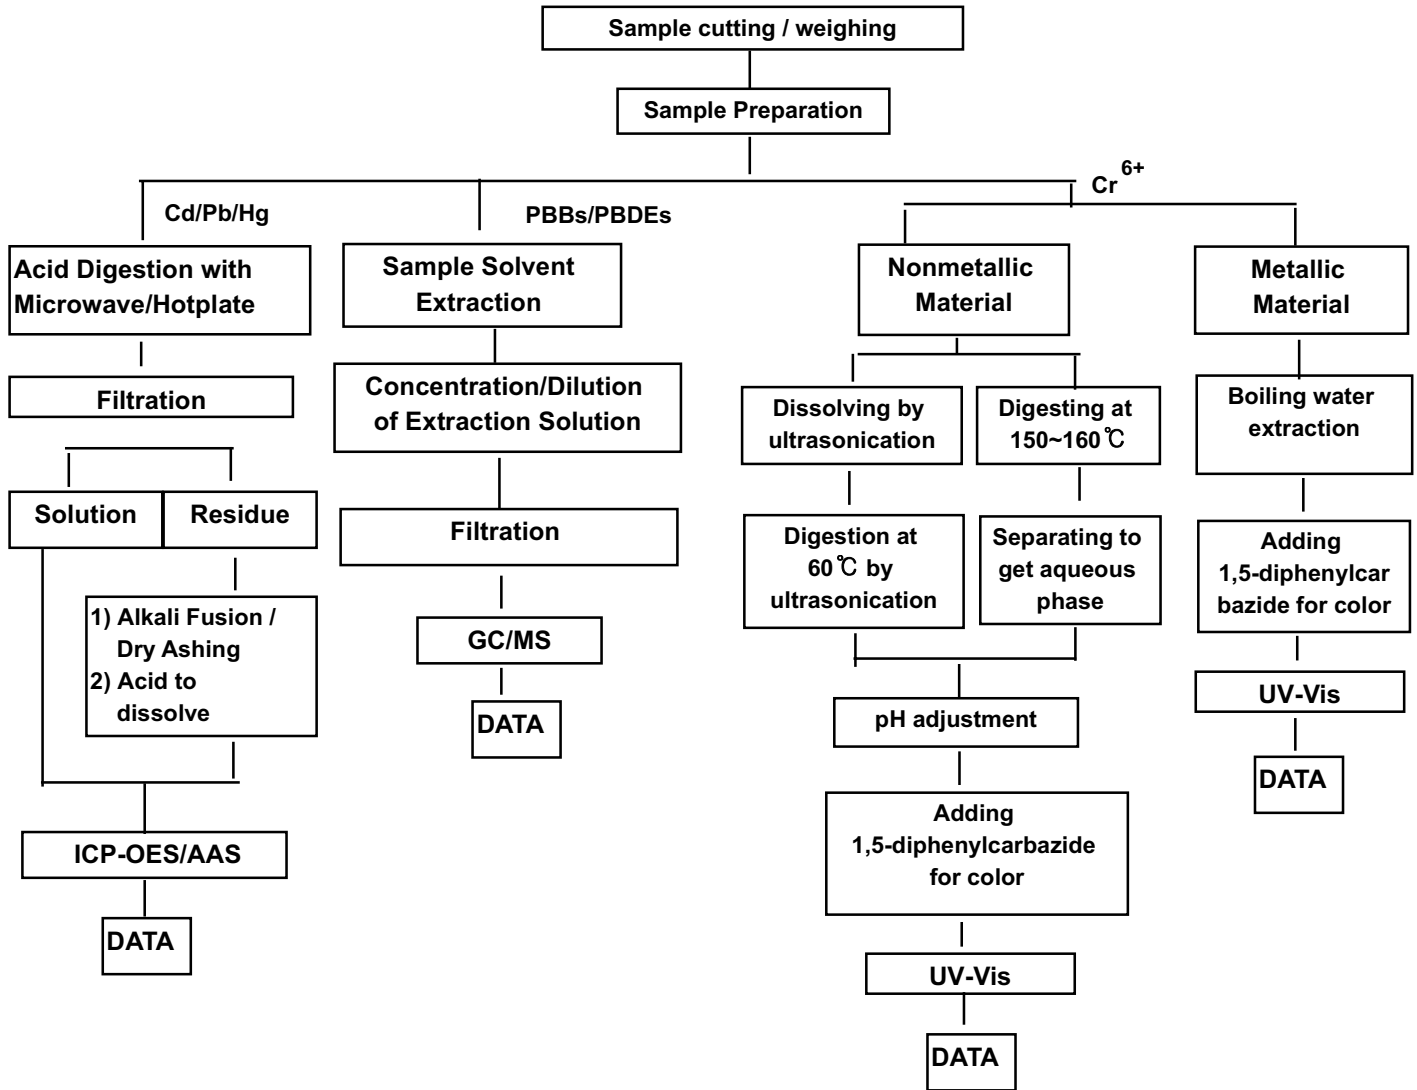 Sample cutting / weighing
Sample Preparation
Cd/Pb/Hg
PBBs/PBDEs
Cr 6+
Acid Digestion with
Microwave/Hotplate
Filtration
Solution
Residue
1) Alkali Fusion /
Dry Ashing
2) Acid to
dissolve
ICP-OES/AAS
DATA
Sample Solvent
Extraction
Concentration/Dilution
of Extraction Solution
Filtration
GC/MS
DATA
Nonmetallic
Material
Dissolving by
ultrasonication
Digestion at
60℃ by
ultrasonication
Digesting at
150~160℃
Separating to
get aqueous
phase
pH adjustment
Adding
1,5-diphenylcarbazide
for color
UV-Vis
DATA
Metallic
Material
Boiling water
extraction
Adding
1,5-diphenylcar
bazide for color
UV-Vis
DATA